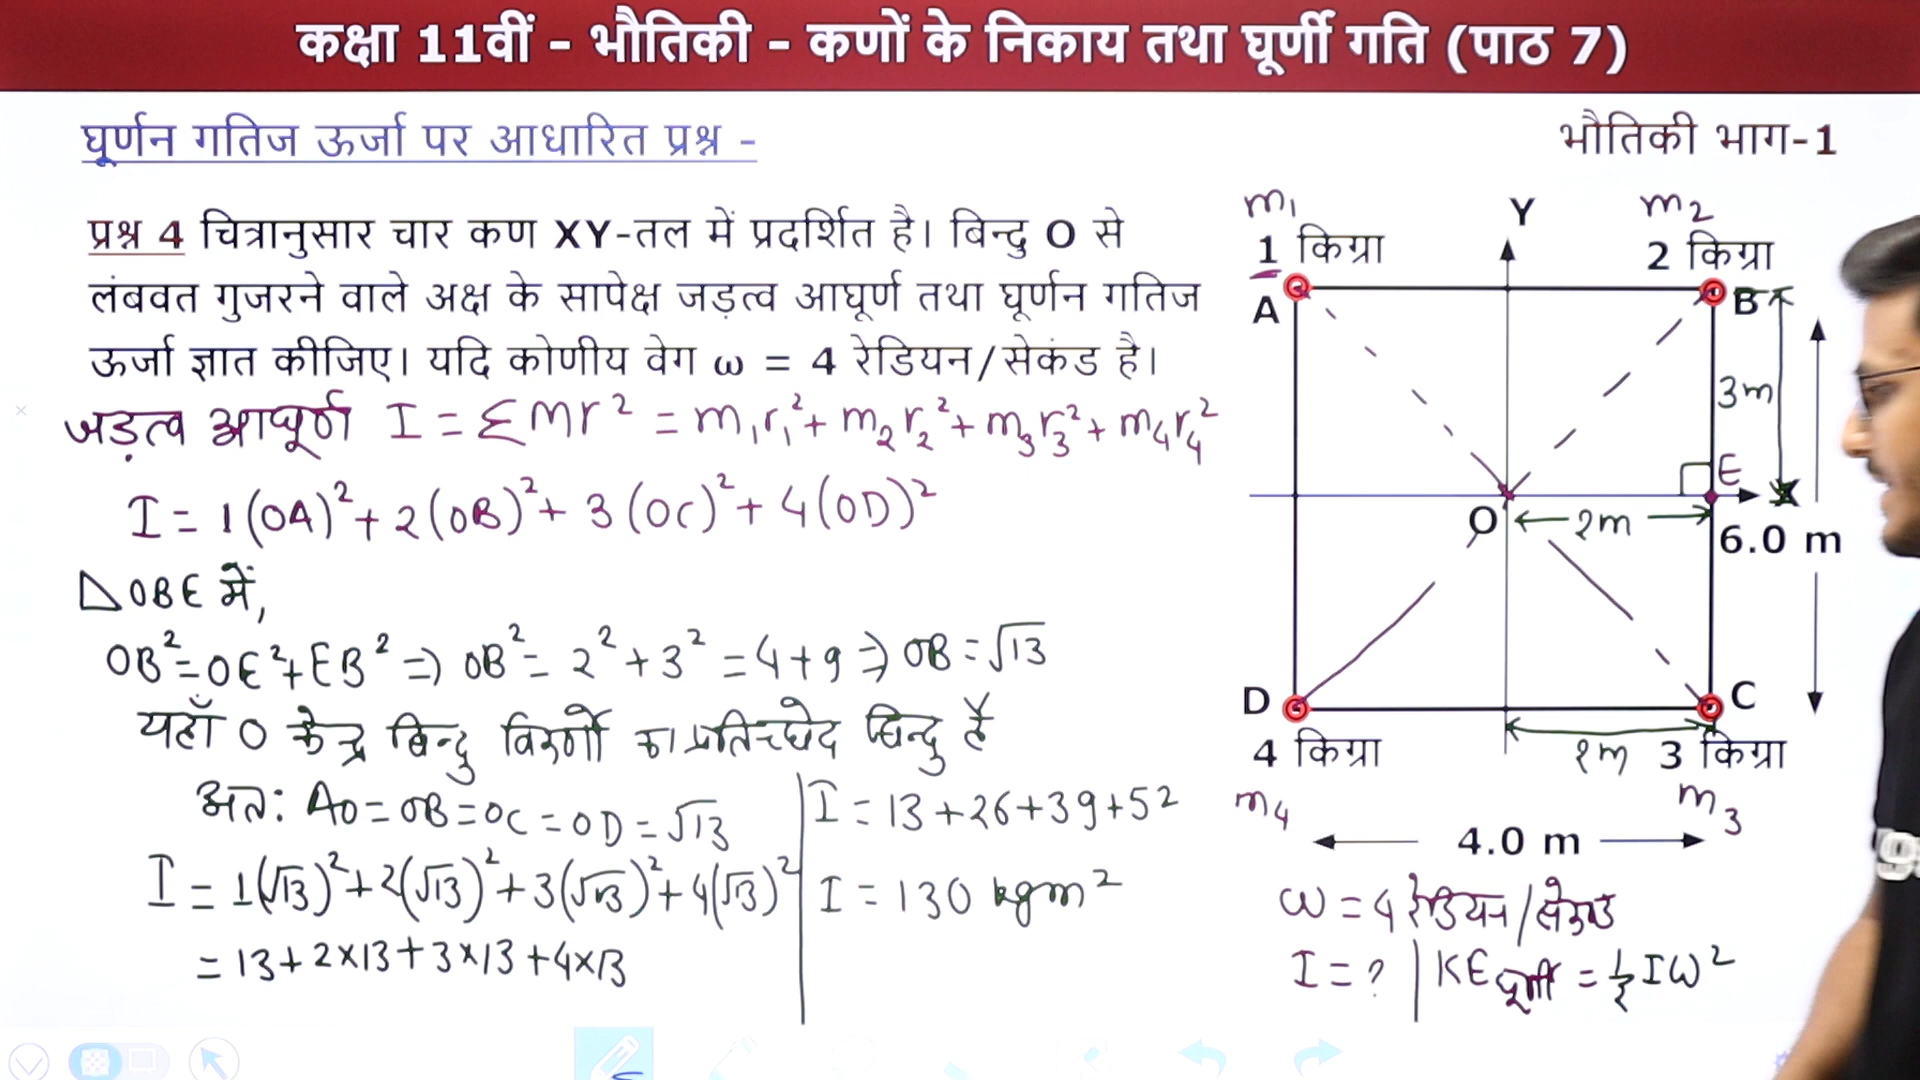 कक्षा 11वीं - भौतिकी - कणों के निकाय तथा घूर्णी गति (पाठ 7)
घूर्णन गतिज ऊर्जा पर आधारित प्रश्न -
भौतिकी भाग-1
प्रश्न 4 चित्रानुसार चार कण XY-तल में प्रदर्शित है। बिन्दु O से
लंबवत गुजरने वाले अक्ष के सापेक्ष जड़त्व आघूर्ण तथा घूर्णन गतिज
ऊर्जा ज्ञात कीजिए। यदि कोणीय वेग ω = 4 रेडियन/सेकंड है।
जड़त्व आघूर्ण I = Σmr² = m₁r₁² + m₂r₂² + m₃r₃² + m₄r₄²
I = 1(OA)² + 2(OB)² + 3(OC)² + 4(OD)²
△OBE में,
OB² = OE² + EB² ⇒ OB² = 2² + 3² = 4+9 ⇒ OB = √13
यहाँ O केन्द्र बिन्दु विकर्णों का प्रतिच्छेद बिन्दु है
अतः AO = OB = OC = OD = √13
I = 1(√13)² + 2(√13)² + 3(√13)² + 4(√13)²
= 13 + 2×13 + 3×13 + 4×13
I = 13+26+39+52
I = 130 kgm²
m₁
Y
m₂
1 किग्रा
2 किग्रा
A
B
3m
E
X
O
2m
6.0 m
D
C
4 किग्रा
2m
3 किग्रा
m₄
m₃
4.0 m
ω = 4 रेडियन/सेकंड
I = ? | KE घूर्णी = ½Iω²